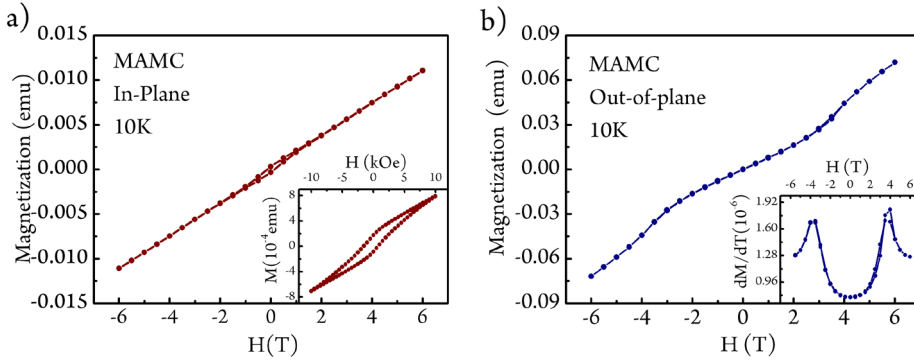 a)
Magnetization (emu)
0.015
0.010
0.005
0.000
-0.005
-0.010
-0.015
MAMC
In-Plane
10K
-6 -4 -2 0 2 4 6
H(T)
H (kOe)
-10 -5 0 5 10
M(10⁻⁴emu)
8
4
0
-4
-8
b)
Magnetization (emu)
0.09
0.06
0.03
0.00
-0.03
-0.06
-0.09
MAMC
Out-of-plane
10K
-6 -4 -2 0 2 4 6
H (T)
H (T)
-6 -4 -2 0 2 4 6
dM/dT(10⁻⁶)
1.92
1.60
1.28
0.96